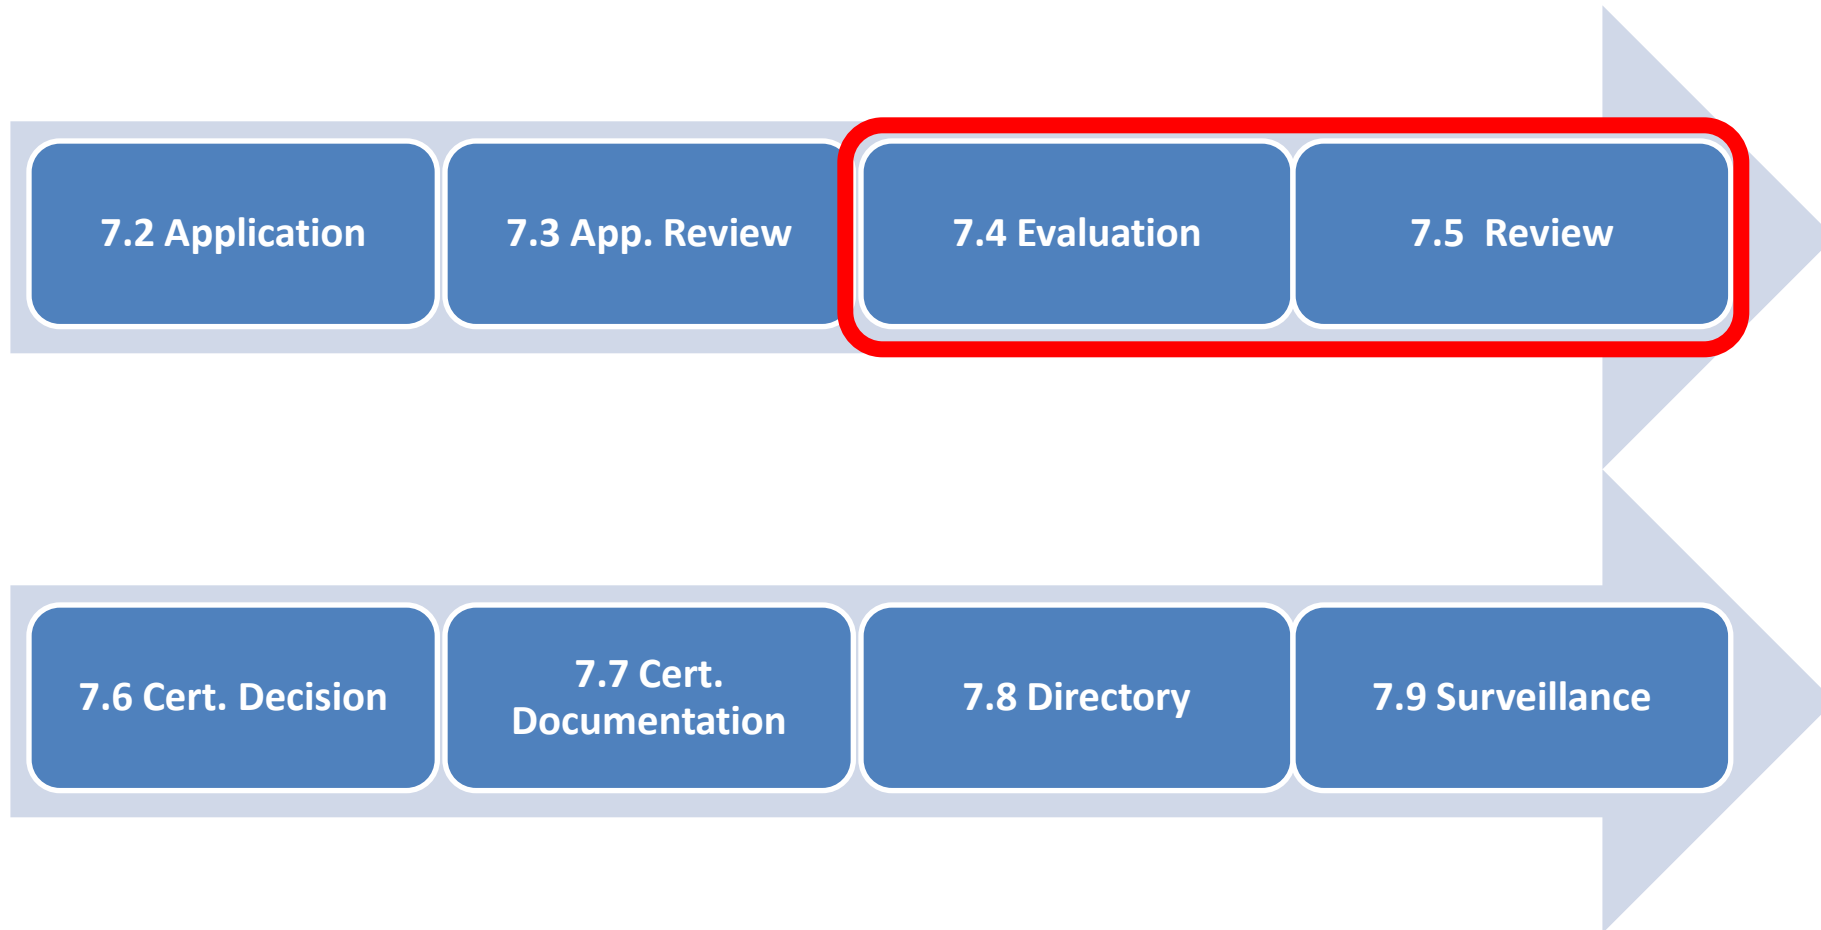 7.2 Application
7.3 App. Review
7.4 Evaluation
7.5  Review
7.6 Cert. Decision
7.7 Cert.
Documentation
7.8 Directory
7.9 Surveillance